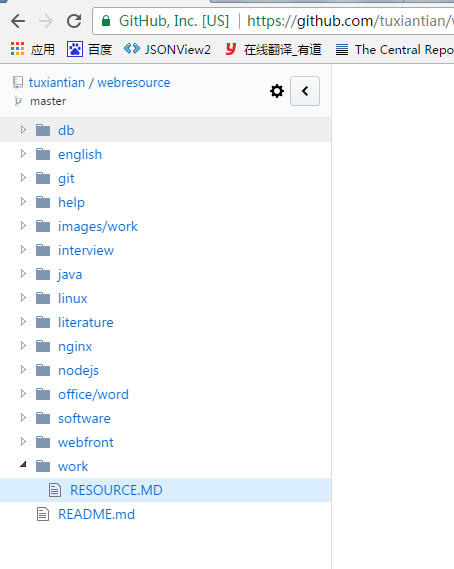 GitHub, Inc. [US] https://github.com/tuxiantian/
应用 百度 JSONView2 在线翻译_有道 The Central Repo
tuxiantian / webresource
master
db
english
git
help
images/work
interview
java
linux
literature
nginx
nodejs
office/word
software
webfront
work
RESOURCE.MD
README.md